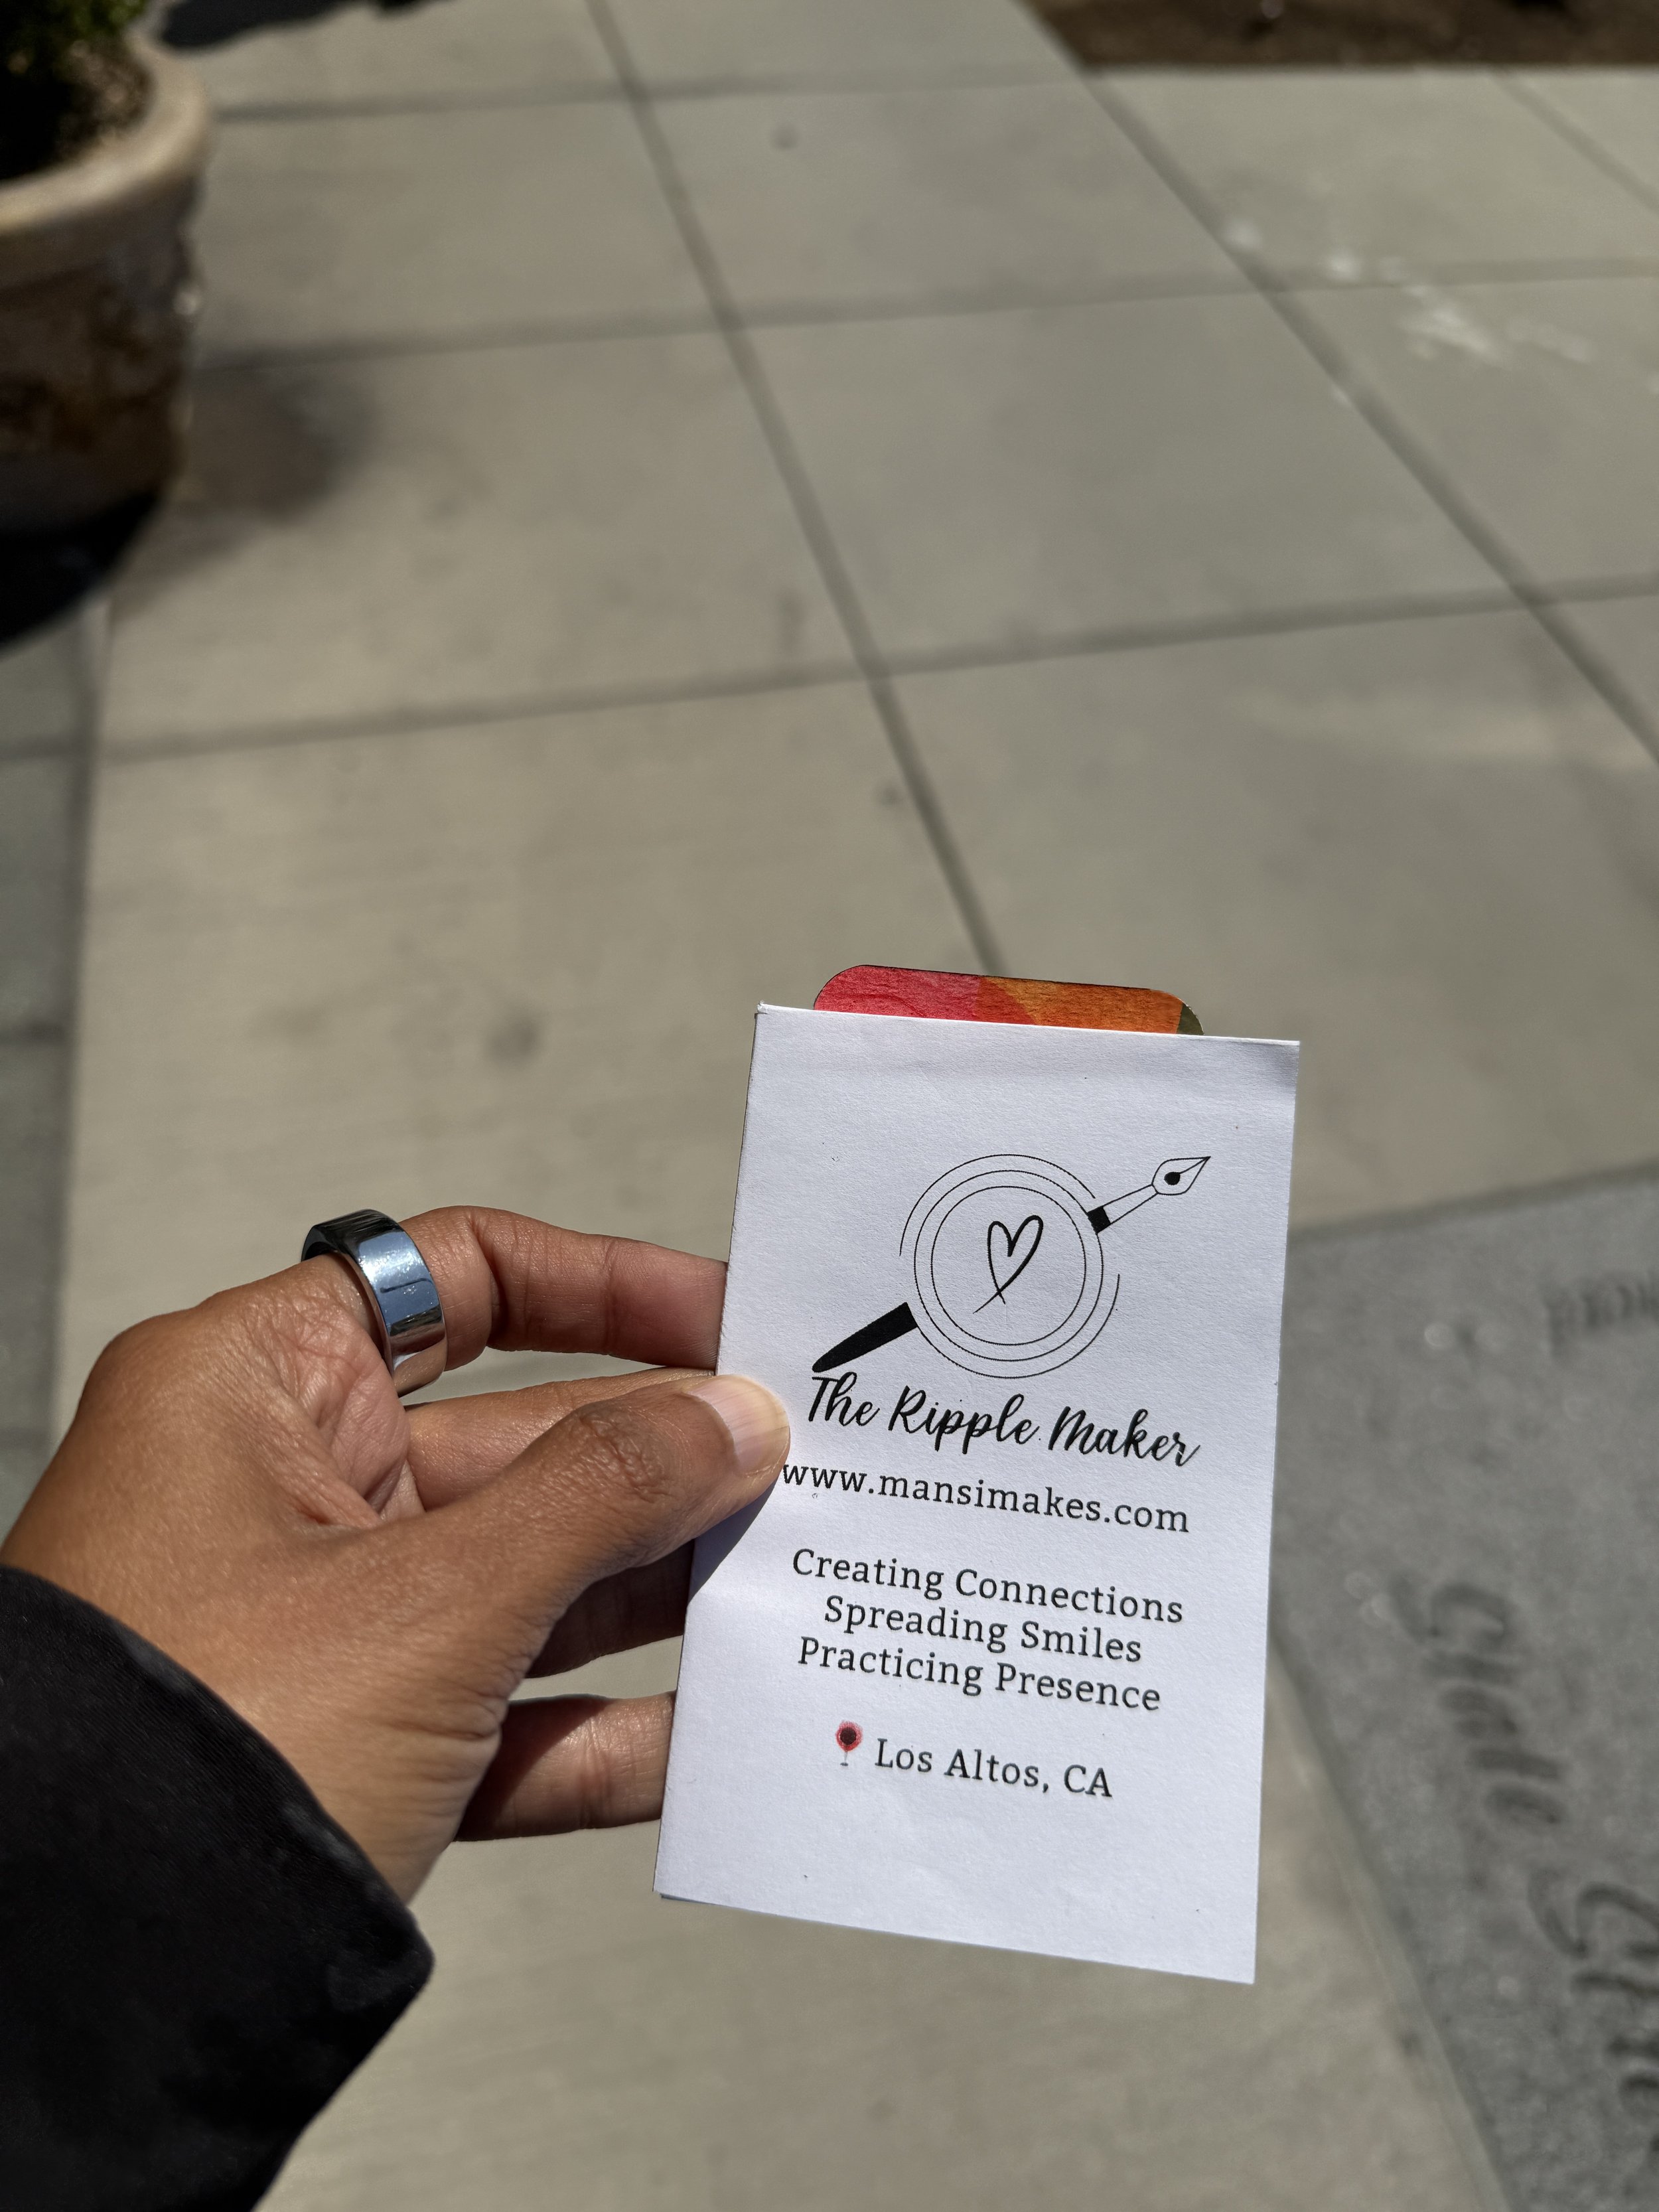 The Ripple Maker
www.mansimakes.com
Creating Connections
Spreading Smiles
Practicing Presence
Los Altos, CA